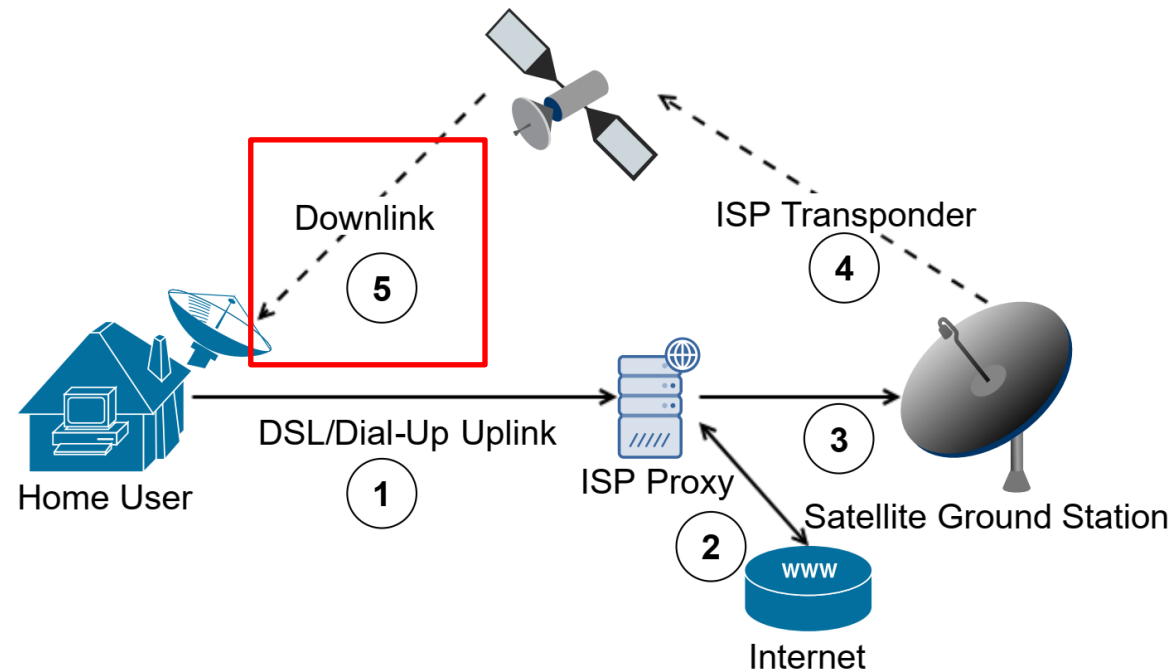 ISP Transponder
4
Downlink
5
DSL/Dial-Up Uplink
1
Home User
ISP Proxy
2
3
Satellite Ground Station
www
Internet